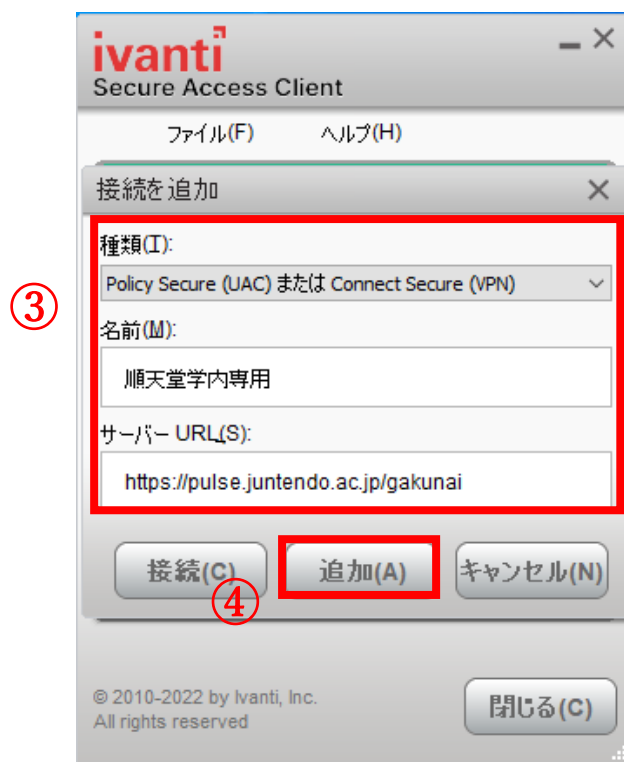 ivanti
Secure Access Client
ファイル(F) ヘルプ(H)
接続を追加
③
種類(T):
Policy Secure (UAC) または Connect Secure (VPN)
名前(M):
順天堂学内専用
サーバー URL(S):
https://pulse.juntendo.ac.jp/gakunai
接続(C) 追加(A) キャンセル(N)
④
© 2010-2022 by Ivanti, Inc.
All rights reserved
閉じる(C)